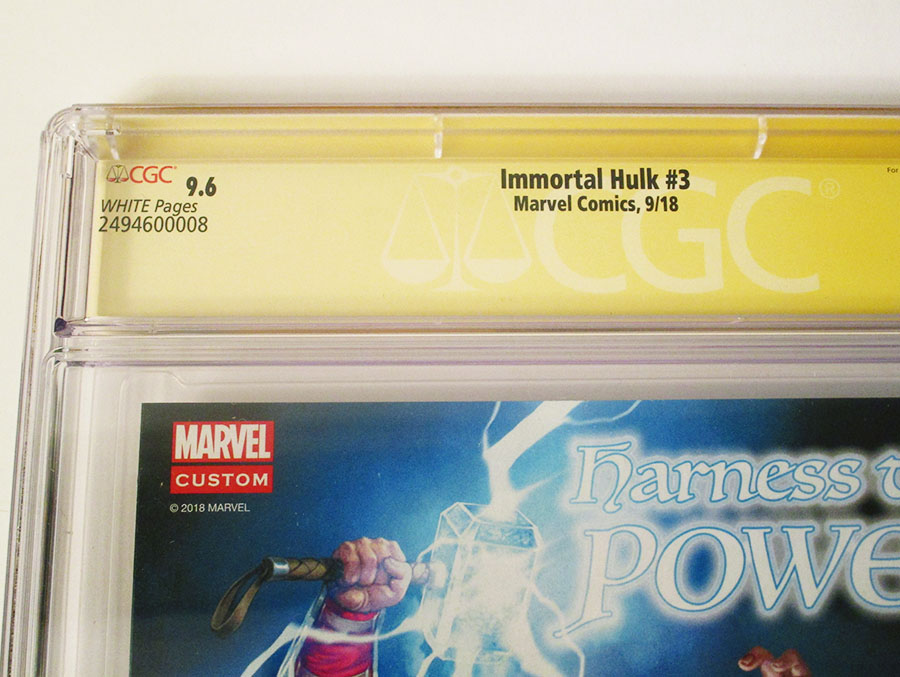 CGC
9.6
WHITE Pages
2494600008
Immortal Hulk #3
Marvel Comics, 9/18
For
CGC®
MARVEL
CUSTOM
© 2018 MARVEL
Harness
POWE